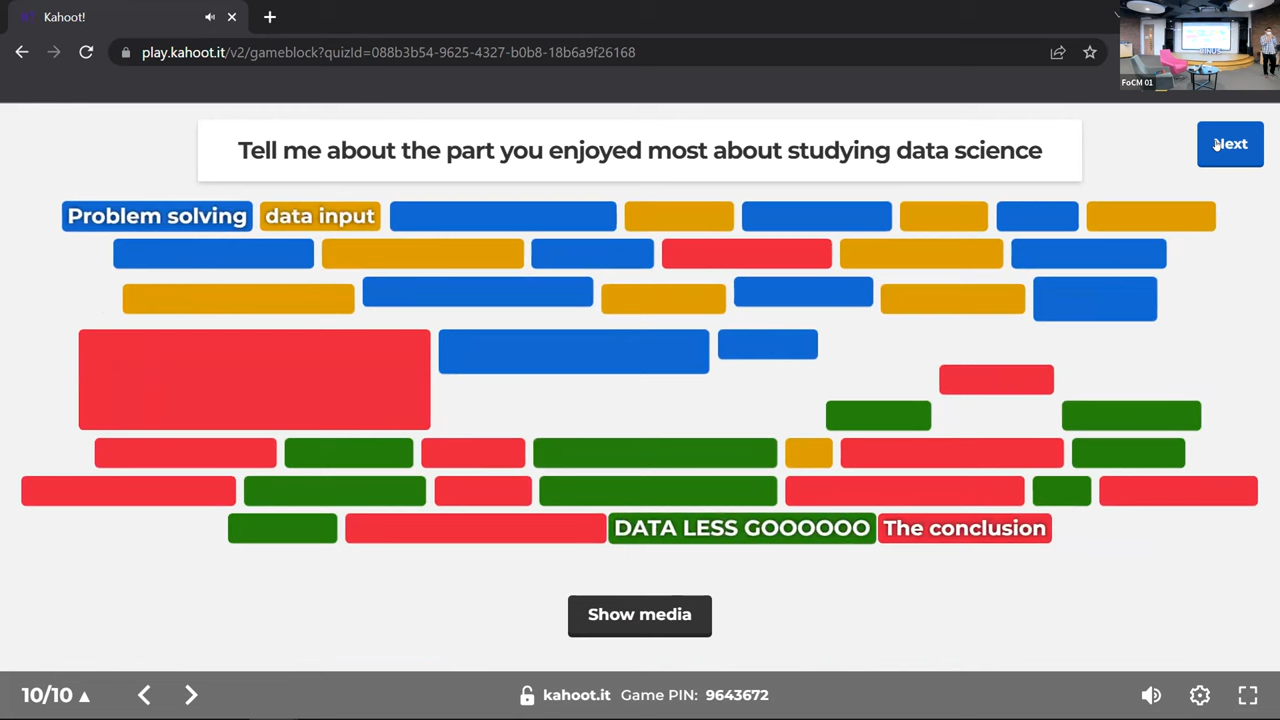 Kahoot!
play.kahoot.it/v2/gameblock?quizId=088b3b54-9625-4327-b0b8-18b6a9f26168
FoCM 01
Tell me about the part you enjoyed most about studying data science
Next
Problem solving
data input
DATA LESS GOOOOOO
The conclusion
Show media
10/10
kahoot.it Game PIN: 9643672